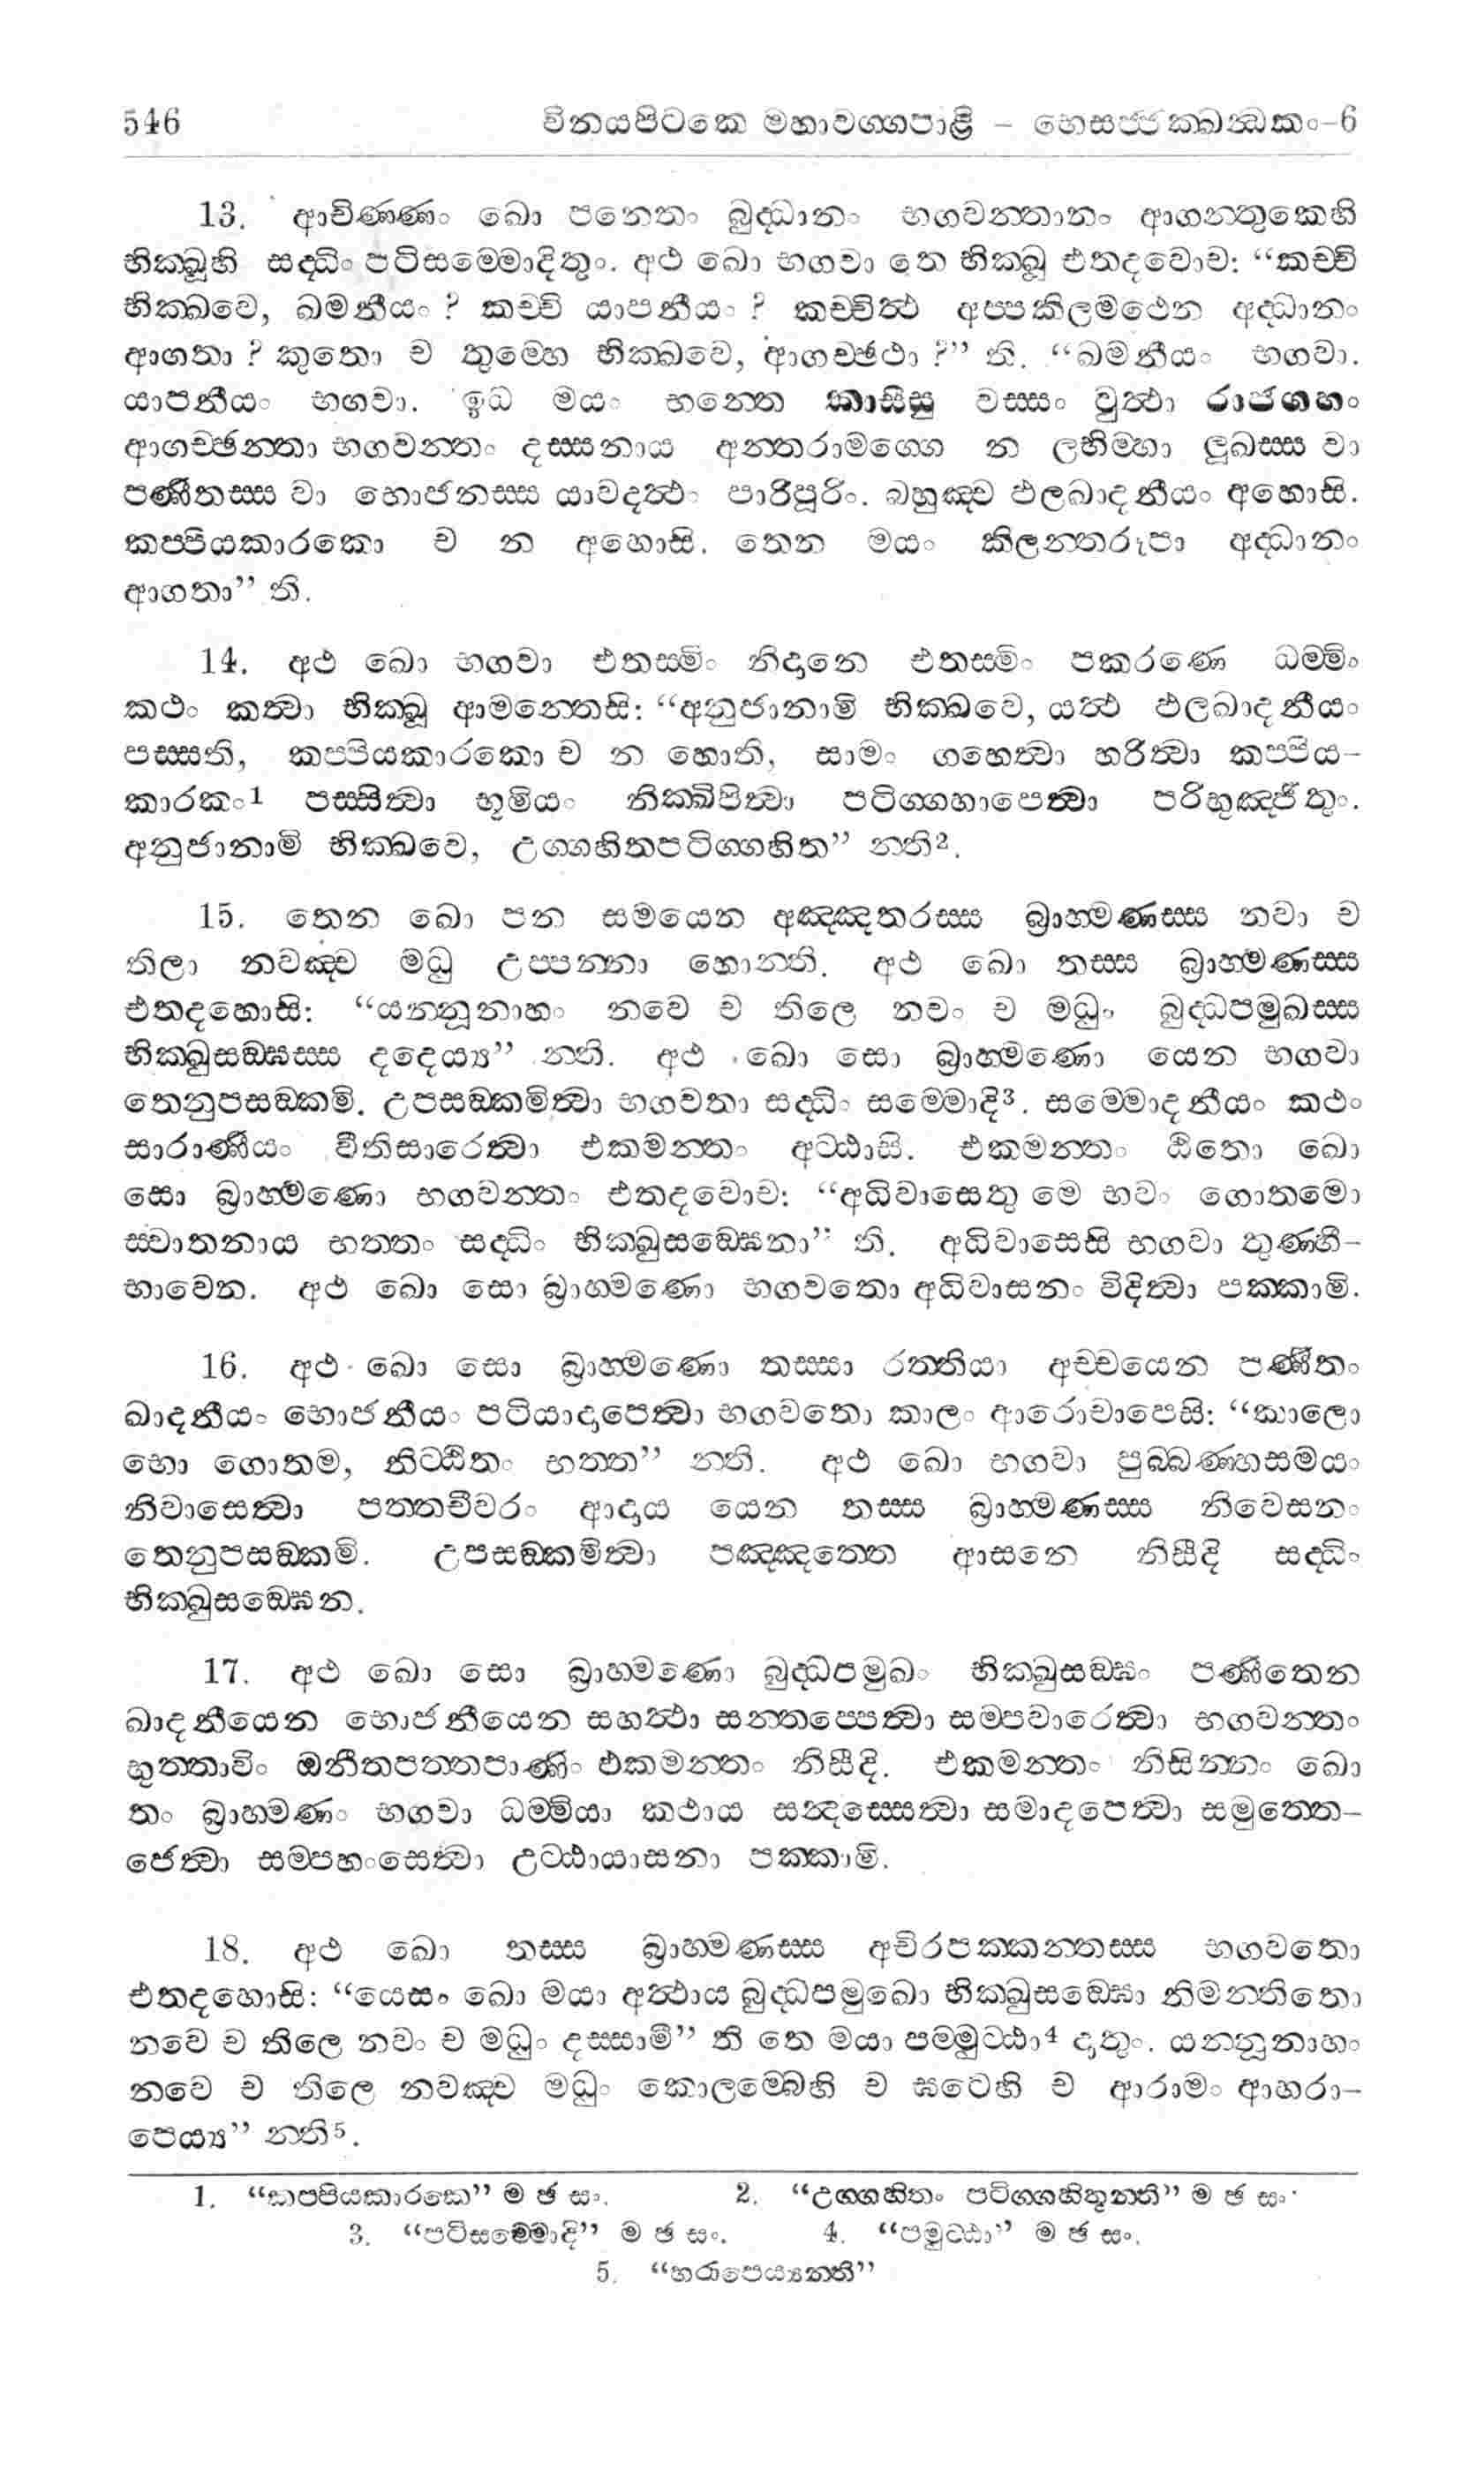 546 විනයපිටකෙ මහාවග්ගපාළි – භෙසජ්ජක්ඛන්ධකං-6
13. ආචිණ්ණං ඛො පනෙතං බුද්ධානං භගවන්තානං ආගන්තුකෙහි
භික්ඛූහි සද්ධිං පටිසම්මොදිතුං. අථ ඛො භගවා තෙ භික්ඛූ එතදවොච: “කච්චි
භික්ඛවෙ, ඛමනීයං ? කච්චි යාපනීයං ? කච්චිත්ථ අප්පකිලමථෙන අද්ධානං
ආගතා ? කුතො ච තුම්හෙ භික්ඛවෙ, ආගච්ඡථා ?” ති. “ඛමනීයං භගවා.
යාපනීයං භගවා. ඉධ මයං භන්තෙ කාසීසු වස්සං වුත්ථා රාජගහං
ආගච්ඡන්තා භගවන්තං දස්සනාය අන්තරාමග්ගෙ න ලභිම්හා ලූඛස්ස වා
පණීතස්ස වා භොජනස්ස යාවදත්ථං පාරිපූරිං. බහුඤ්ච ඵලඛාදනීයං අහොසි.
කප්පියකාරකො ච න අහොසි. තෙන මයං කිලන්තරූපා අද්ධානං
ආගතා” ති.
14. අථ ඛො භගවා එතස්මිං නිදානෙ එතස්මිං පකරණෙ ධම්මිං
කථං කත්වා භික්ඛූ ආමන්තෙසි: “අනුජානාමි භික්ඛවෙ, යත්ථ ඵලඛාදනීයං
පස්සති, කප්පියකාරකො ච න හොති, සාමං ගහෙත්වා හරිත්වා කප්පිය-
කාරකං1 පස්සිත්වා භූමියං නික්ඛිපිත්වා පටිග්ගහාපෙත්වා පරිභුඤ්ජිතුං.
අනුජානාමි භික්ඛවෙ, උග්ගහිතපටිග්ගහිත” න්ති2.
15. තෙන ඛො පන සමයෙන අඤ්ඤතරස්ස බ්‍රාහ්මණස්ස නවා ච
තිලා නවඤ්ච මධු උප්පන්නා හොන්ති. අථ ඛො තස්ස බ්‍රාහ්මණස්ස
එතදහොසි: “යන්නූනාහං නවෙ ච තිලෙ නවං ච මධුං බුද්ධපමුඛස්ස
භික්ඛුසඞ්ඝස්ස දදෙය්‍ය” න්ති. අථ ඛො සො බ්‍රාහ්මණො යෙන භගවා
තෙනුපසඞ්කමි. උපසඞ්කමිත්වා භගවතා සද්ධිං සම්මොදි3. සම්මොදනීයං කථං
සාරාණීයං වීතිසාරෙත්වා එකමන්තං අට්ඨාසි. එකමන්තං ඨිතො ඛො
සො බ්‍රාහ්මණො භගවන්තං එතදවොච: “අධිවාසෙතු මෙ භවං ගොතමො
ස්වාතනාය භත්තං සද්ධිං භික්ඛුසඞ්ඝෙනා” ති. අධිවාසෙසි භගවා තුණ්හී-
භාවෙන. අථ ඛො සො බ්‍රාහ්මණො භගවතො අධිවාසනං විදිත්වා පක්කාමි.
16. අථ ඛො සො බ්‍රාහ්මණො තස්සා රත්තියා අච්චයෙන පණීතං
ඛාදනීයං භොජනීයං පටියාදාපෙත්වා භගවතො කාලං ආරොචාපෙසි: “කාලො
භො ගොතම, නිට්ඨිතං භත්ත” න්ති. අථ ඛො භගවා පුබ්බණ්හසමයං
නිවාසෙත්වා පත්තචීවරං ආදාය යෙන තස්ස බ්‍රාහ්මණස්ස නිවෙසනං
තෙනුපසඞ්කමි. උපසඞ්කමිත්වා පඤ්ඤත්තෙ ආසනෙ නිසීදි සද්ධිං
භික්ඛුසඞ්ඝෙන.
17. අථ ඛො සො බ්‍රාහ්මණො බුද්ධපමුඛං භික්ඛුසඞ්ඝං පණීතෙන
ඛාදනීයෙන භොජනීයෙන සහත්ථා සන්තප්පෙත්වා සම්පවාරෙත්වා භගවන්තං
භුත්තාවිං ඔනීතපත්තපාණිං එකමන්තං නිසීදි. එකමන්තං නිසින්නං ඛො
තං බ්‍රාහ්මණං භගවා ධම්මියා කථාය සන්දස්සෙත්වා සමාදපෙත්වා සමුත්තෙ-
ජෙත්වා සම්පහංසෙත්වා උට්ඨායාසනා පක්කාමි.
18. අථ ඛො තස්ස බ්‍රාහ්මණස්ස අචිරපක්කන්තස්ස භගවතො
එතදහොසි: “යෙසං ඛො මයා අත්ථාය බුද්ධපමුඛො භික්ඛුසඞ්ඝො නිමන්තිතො
නවෙ ච තිලෙ නවං ච මධුං දස්සාමී” ති තෙ මයා පම්මුට්ඨා4 දාතුං. යන්නූනාහං
නවෙ ච තිලෙ නවඤ්ච මධුං කොලම්බෙහි ච ඝටෙහි ච ආරාමං ආහරා-
පෙය්‍ය” න්ති5.
1. “කප්පියකාරකෙ” ම ඡ සං. 2. “උග්ගහිතං පටිග්ගහිතුන්ති” ම ඡ සං.
3. “පටිසම්මොදි” ම ඡ සං. 4. “පමුට්ඨා” ම ඡ සං.
5. “හරාපෙය්‍යන්ති”